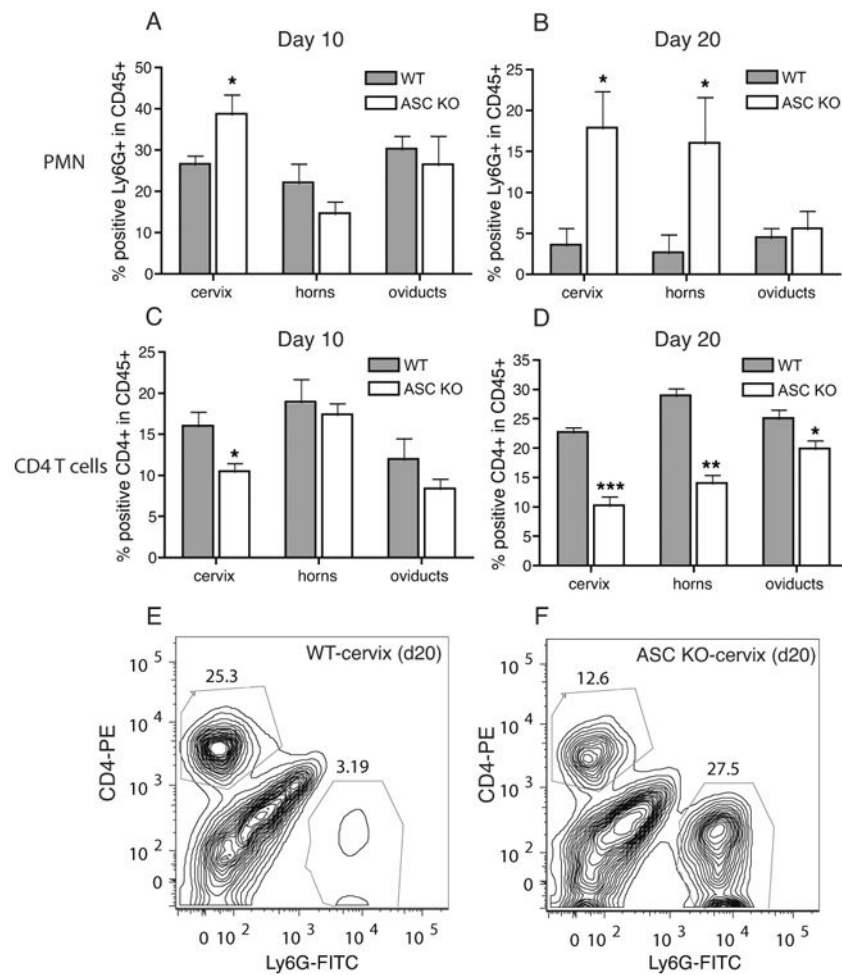 A
Day 10
% positive Ly6G+ in CD45+
50
40
30
20
10
0
WT
ASC KO
*
cervix
horns
oviducts
PMN
B
Day 20
% positive Ly6G+ in CD45+
25
20
15
10
5
0
WT
ASC KO
*
*
cervix
horns
oviducts
C
Day 10
% positive CD4+ in CD45+
25
20
15
10
5
0
WT
ASC KO
*
cervix
horns
oviducts
CD4 T cells
D
Day 20
% positive CD4+ in CD45+
35
30
25
20
15
10
5
0
WT
ASC KO
***
**
*
cervix
horns
oviducts
E
WT-cervix (d20)
25.3
3.19
CD4-PE
10^5
10^4
10^3
10^2
0
0 10^2 10^3 10^4 10^5
Ly6G-FITC
F
ASC KO-cervix (d20)
12.6
27.5
CD4-PE
10^5
10^4
10^3
10^2
0
0 10^2 10^3 10^4 10^5
Ly6G-FITC